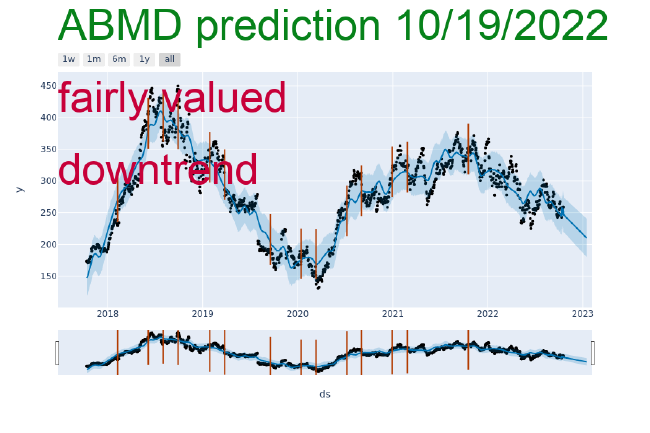 ABMD prediction 10/19/2022
1w 1m 6m 1y all
fairly valued
downtrend
450
400
350
300
250
200
150
y
2018 2019 2020 2021 2022 2023
ds